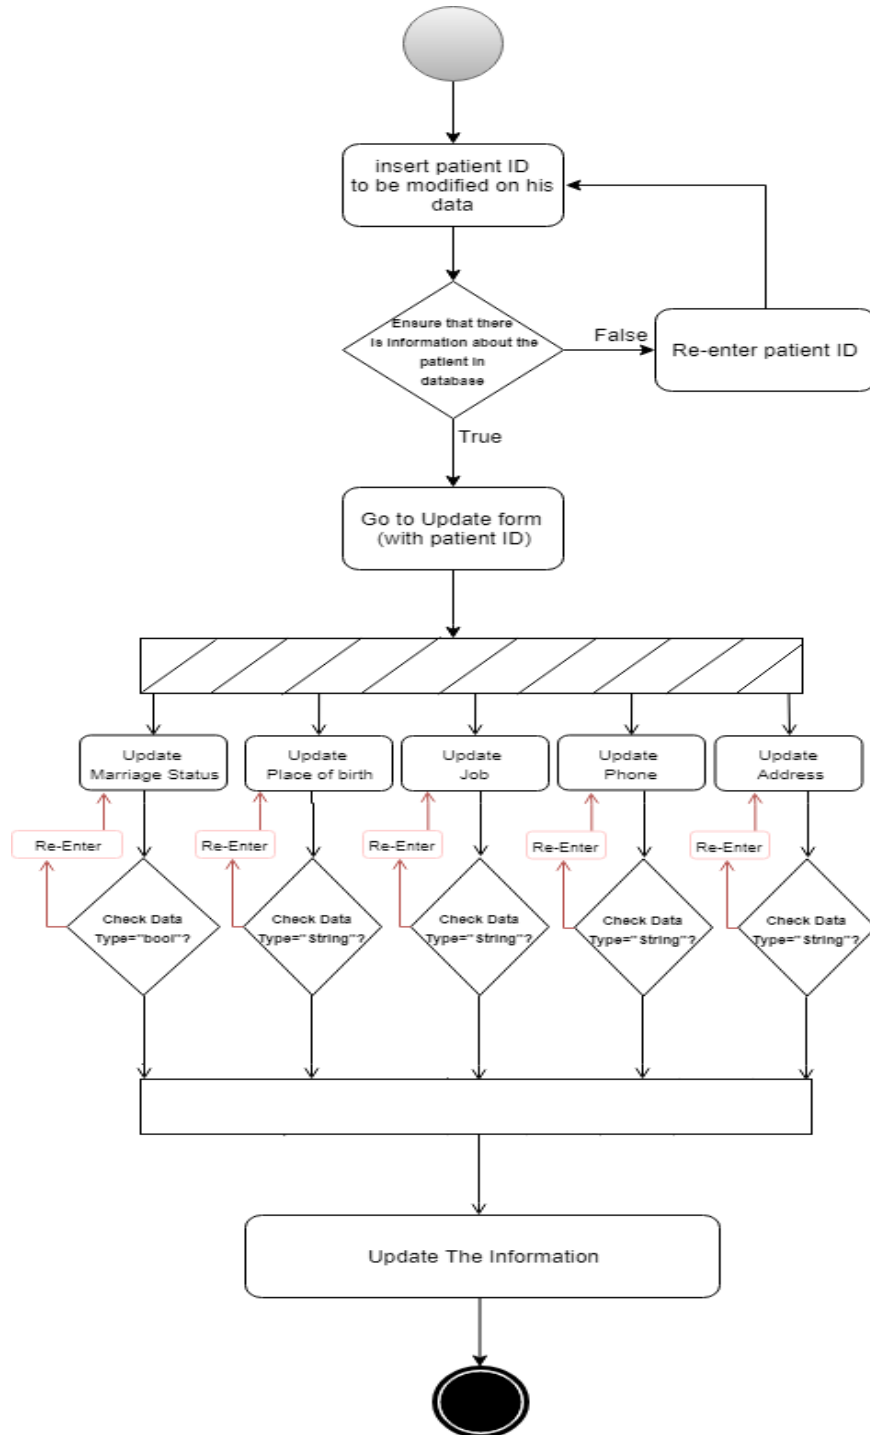 insert patient ID
to be modified on his
data
Ensure that there
is information about the
patient in
database
False
Re-enter patient ID
True
Go to Update form
(with patient ID)
Update
Marriage Status
Update
Place of birth
Update
Job
Update
Phone
Update
Address
Re-Enter
Re-Enter
Re-Enter
Re-Enter
Re-Enter
Check Data
Type="bool"?
Check Data
Type="String"?
Check Data
Type="String"?
Check Data
Type="String"?
Check Data
Type="String"?
Update The Information